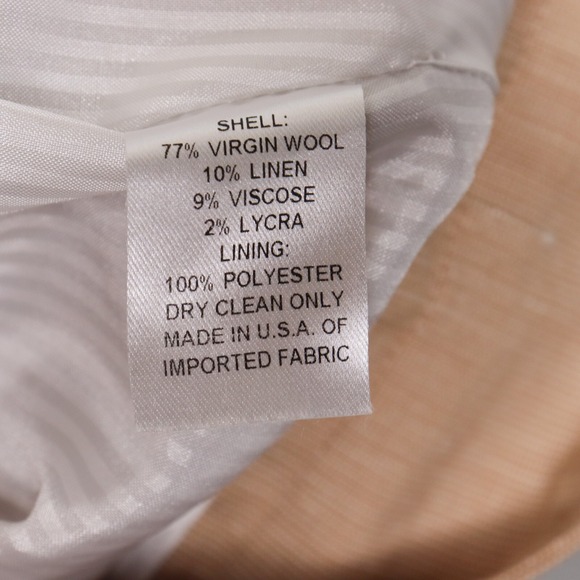 SHELL:
77% VIRGIN WOOL
10% LINEN
9% VISCOSE
2% LYCRA
LINING:
100% POLYESTER
DRY CLEAN ONLY
MADE IN U.S.A. OF
IMPORTED FABRIC